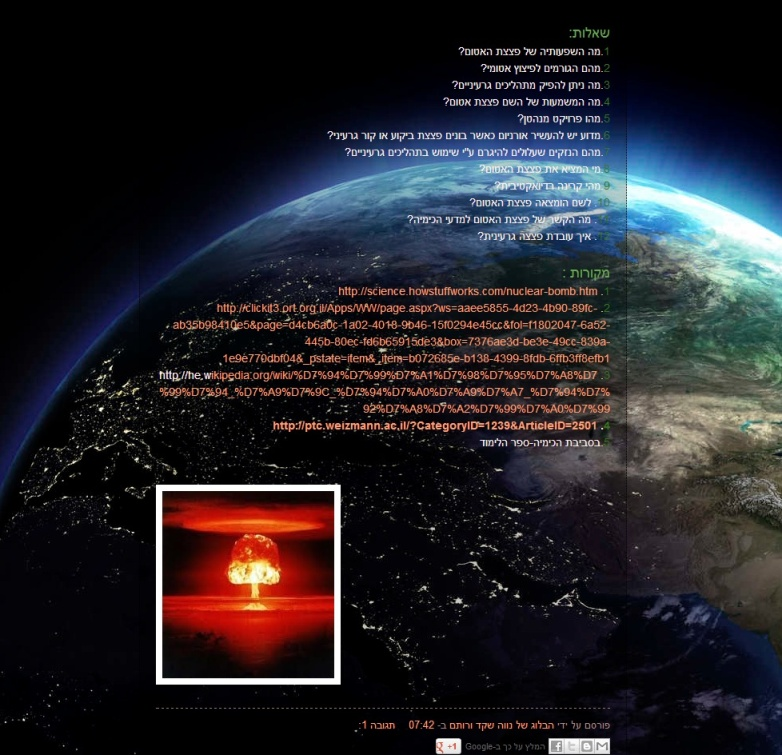 שאלות:
1.מה השפעותיה של פצצת האטום?
2.מהם הגורמים לפיצוץ אטומי?
3.מה ניתן להפיק מתהליכים גרעיניים?
4.מה המשמעות של השם פצצת אטום?
5.מהו פרויקט מנהטן?
6.מדוע יש להעשיר אורניום כאשר בונים פצצת ביקוע או קור גרעיני?
7.מהם הנזקים שעלולים להיגרם ע"י שימוש בתהליכים גרעיניים?
8.מי המציא את פצצת האטום?
9.מהי קרינה רדיואקטיבית?
10. לשם הומצאה פצצת האטום?
11. מה הקשר של פצצת האטום למדעי הכימיה?
12. איך עובדת פצצה גרעינית?
מקורות :
1. http://science.howstuffworks.com/nuclear-bomb.htm
2. http://clickit3.ort.org.il/Apps/WW/page.aspx?ws=aaee5855-4d23-4b90-89fc-
ab35b98410e5&page=d4cb6a0c-1a02-4018-9b46-15f0294e45cc&fol=f1802047-6a52-
445b-80ec-fd6b65915de3&box=7376ae3d-be3e-49cc-839a-
1e9e779dbf04&_pstate=item&_item=b072685e-b138-4399-8fdb-6ffb3ff8efb1
3. http://he.wikipedia.org/wiki/%D7%94%D7%99%D7%A1%D7%98%D7%95%D7%A8%D7
%99%D7%94_%D7%A9%D7%9C_%D7%94%D7%A0%D7%A9%D7%A7_%D7%94%D7%
92%D7%A8%D7%A2%D7%99%D7%A0%D7%99
4. http://ptc.weizmann.ac.il/?CategoryID=1239&ArticleID=2501
5. בסביבת הכימיה-ספר הלימוד
פורסם על ידי הבלוג של נווה שקד ורותם ב- 07:42 תגובה 1:
המלץ על כך ב-Google +1